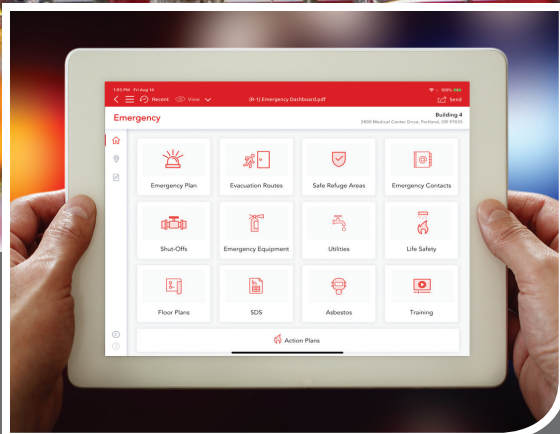 1:05 PM Fri Aug 14
100%
Recent View (R-1) Emergency Dashboard.pdf Send
Emergency
Building 4
2800 Medical Center Drive, Portland, OR 97035
Emergency Plan Evacuation Routes Safe Refuge Areas Emergency Contacts
Shut-Offs Emergency Equipment Utilities Life Safety
Floor Plans SDS Asbestos Training
Action Plans